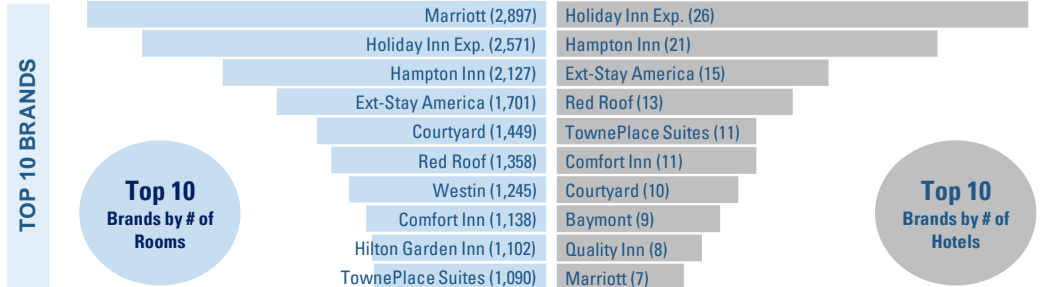 TOP 10 BRANDS
Marriott (2,897)
Holiday Inn Exp. (2,571)
Hampton Inn (2,127)
Ext-Stay America (1,701)
Courtyard (1,449)
Red Roof (1,358)
Westin (1,245)
Comfort Inn (1,138)
Hilton Garden Inn (1,102)
TownePlace Suites (1,090)
Top 10
Brands by # of
Rooms
Holiday Inn Exp. (26)
Hampton Inn (21)
Ext-Stay America (15)
Red Roof (13)
TownePlace Suites (11)
Comfort Inn (11)
Courtyard (10)
Baymont (9)
Quality Inn (8)
Marriott (7)
Top 10
Brands by # of
Hotels